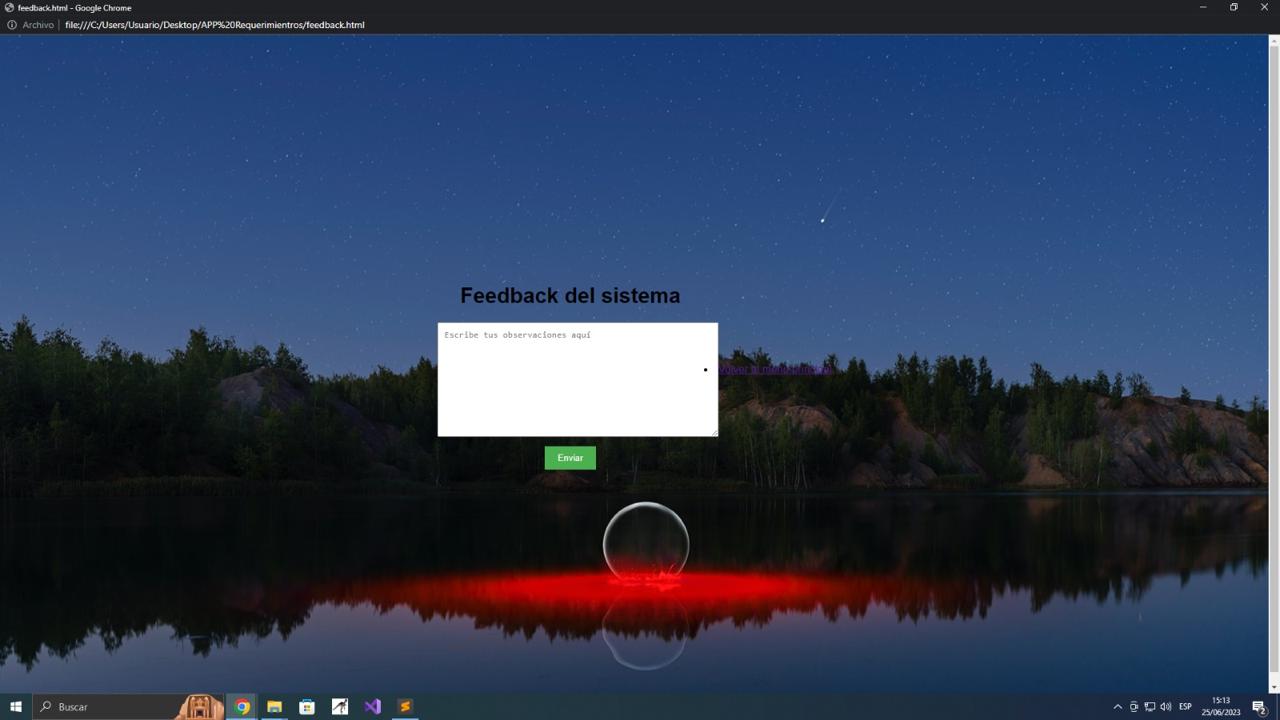 feedback.html - Google Chrome
Archivo file:///C:/Users/Usuario/Desktop/APP%20Requerimientros/feedback.html
Feedback del sistema
Escribe tus observaciones aquí
Volver al menú principal
Enviar
Buscar
ESP
15:13
25/06/2023
2